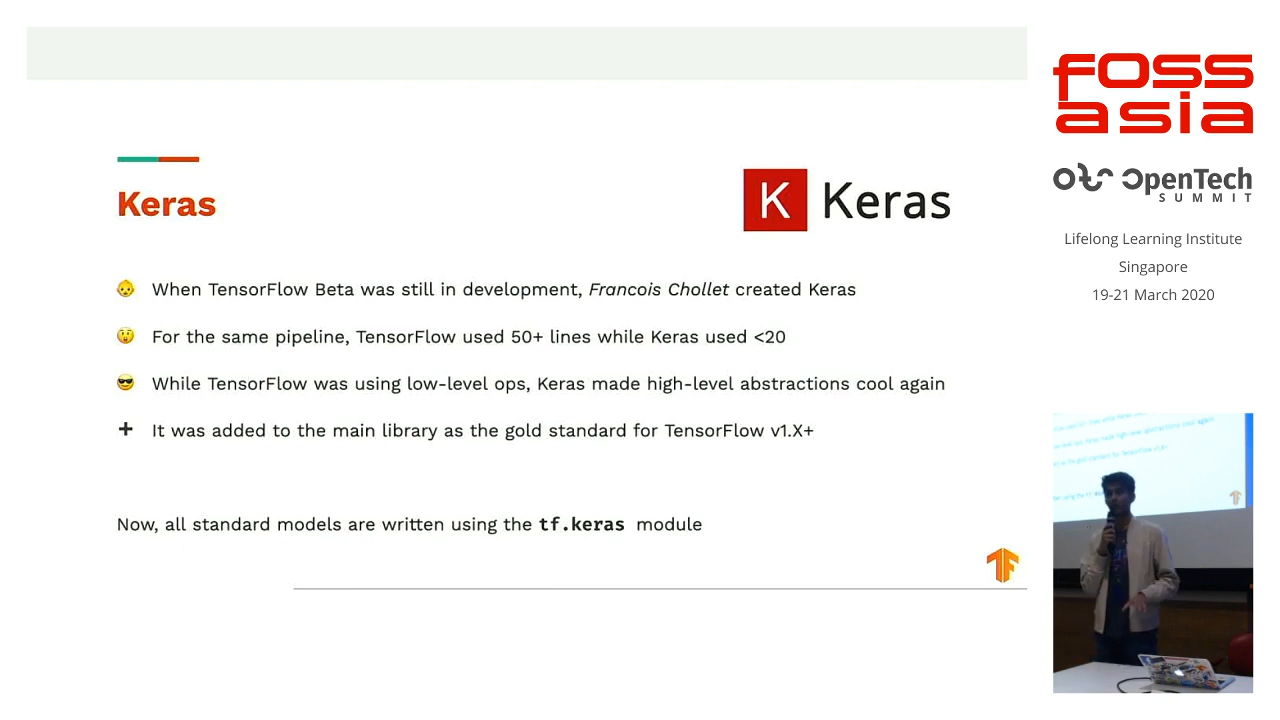 Keras
K Keras
When TensorFlow Beta was still in development, Francois Chollet created Keras
For the same pipeline, TensorFlow used 50+ lines while Keras used <20
While TensorFlow was using low-level ops, Keras made high-level abstractions cool again
It was added to the main library as the gold standard for TensorFlow v1.X+
Now, all standard models are written using the tf.keras module
foss
asia
OpenTech
SUMMIT
Lifelong Learning Institute
Singapore
19-21 March 2020